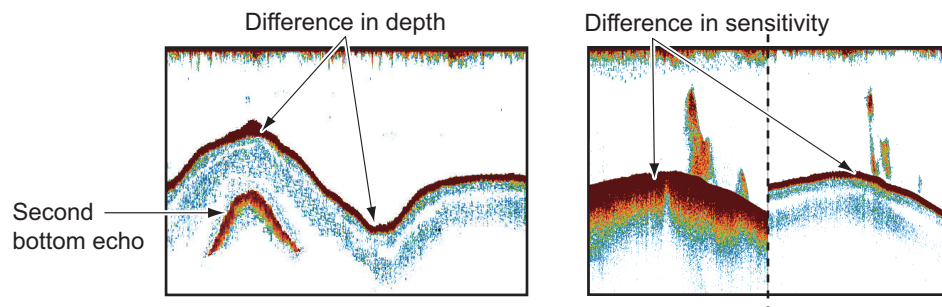 Difference in depth
Difference in sensitivity
Second
bottom echo